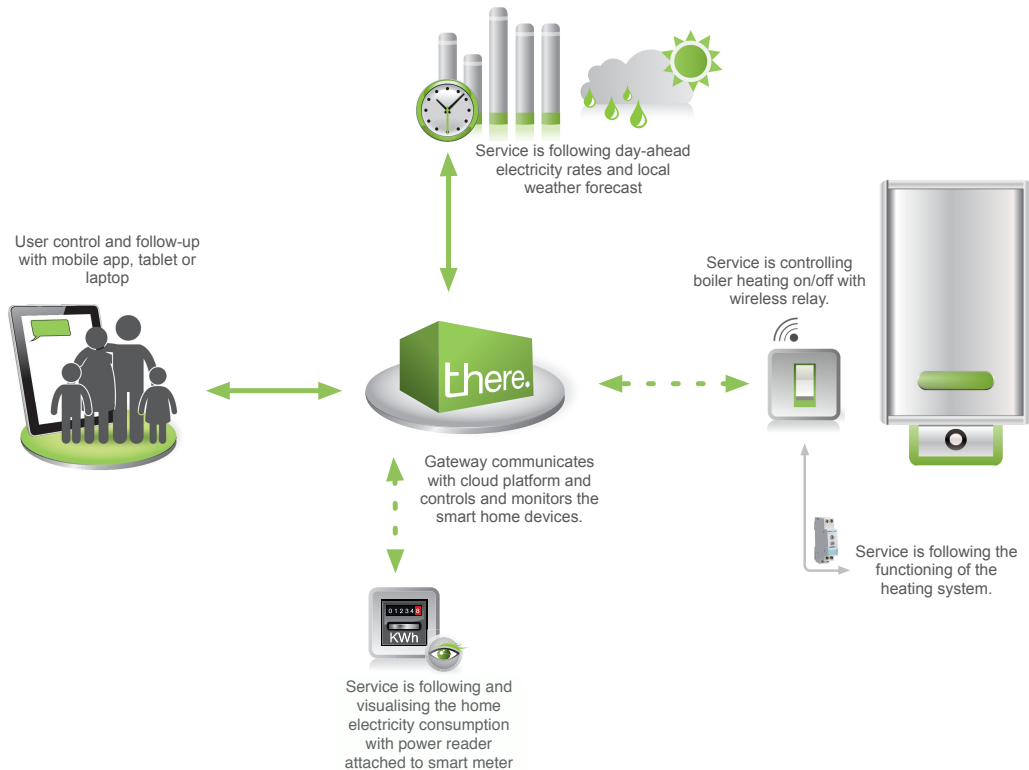 Service is following day-ahead
electricity rates and local
weather forecast
User control and follow-up
with mobile app, tablet or
laptop
Service is controlling
boiler heating on/off with
wireless relay.
there.
Gateway communicates
with cloud platform and
controls and monitors the
smart home devices.
Service is following the
functioning of the
heating system.
012348
KWh
Service is following and
visualising the home
electricity consumption
with power reader
attached to smart meter